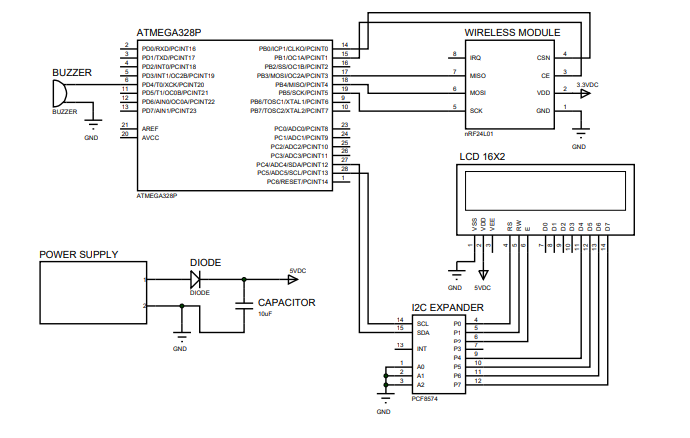 ATMEGA328P
2 PD0/RXD/PCINT16 PB0/ICP1/CLKO/PCINT0 14
3 PD1/TXD/PCINT17 PB1/OC1A/PCINT1 15
4 PD2/INT0/PCINT18 PB2/SS/OC1B/PCINT2 16
5 PD3/INT1/OC2B/PCINT19 PB3/MOSI/OC2A/PCINT3 17
6 PD4/T0/XCK/PCINT20 PB4/MISO/PCINT4 18
11 PD5/T1/OC0B/PCINT21 PB5/SCK/PCINT5 19
12 PD6/AIN0/OC0A/PCINT22 PB6/TOSC1/XTAL1/PCINT6 9
13 PD7/AIN1/PCINT23 PB7/TOSC2/XTAL2/PCINT7 10
21 AREF PC0/ADC0/PCINT8 23
20 AVCC PC1/ADC1/PCINT9 24
PC2/ADC2/PCINT10 25
PC3/ADC3/PCINT11 26
PC4/ADC4/SDA/PCINT12 27
PC5/ADC5/SCL/PCINT13 28
PC6/RESET/PCINT14 1
ATMEGA328P
BUZZER
BUZZER
GND
WIRELESS MODULE
8 IRQ CSN 4
7 MISO CE 3
6 MOSI VDD 2 3.3VDC
5 SCK GND 1
nRF24L01
GND
LCD 16X2
VSS VDD VEE RS RW E D0 D1 D2 D3 D4 D5 D6 D7
1 2 3 4 5 6 7 8 9 10 11 12 13 14
GND 5VDC
POWER SUPPLY
1
2
DIODE
DIODE
5VDC
CAPACITOR
10uF
GND
I2C EXPANDER
14 SCL P0 4
15 SDA P1 5
P2 6
13 INT P3 7
P4 9
1 A0 P5 10
2 A1 P6 11
3 A2 P7 12
PCF8574
GND